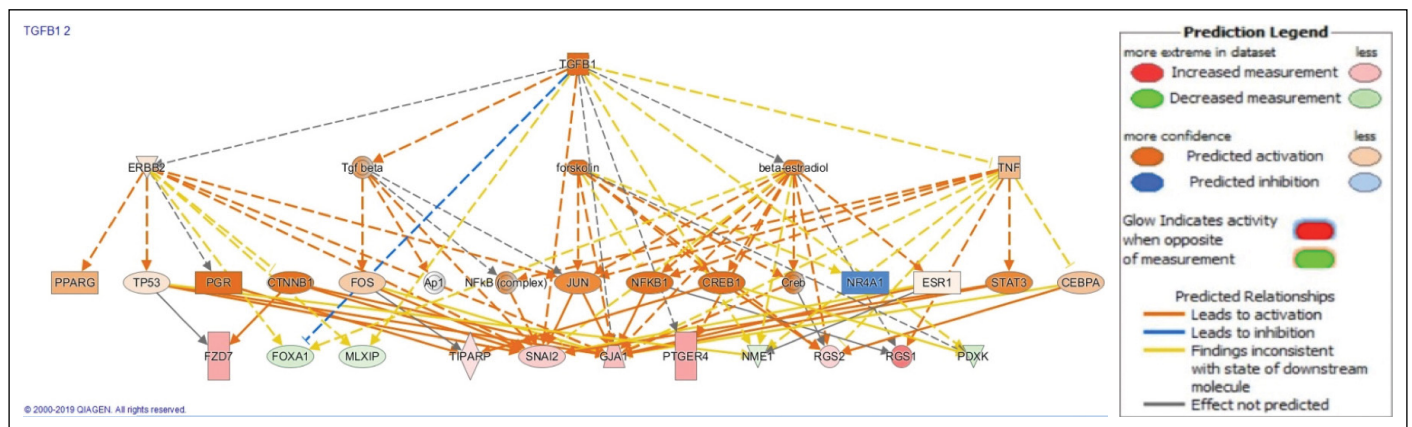 TGFB1 2
TGFB1
ERBB2 Tgf beta forskolin beta-estradiol TNF
PPARG TP53 PGR CTNNB1 FOS Ap1 NFkB (complex) JUN NFKB1 CREB1 Creb NR4A1 ESR1 STAT3 CEBPA
FZD7 FOXA1 MLXIP TIPARP SNAI2 GJA1 PTGER4 NME1 RGS2 RGS1 PDXK
© 2000-2019 QIAGEN. All rights reserved.
Prediction Legend
more extreme in dataset less
Increased measurement
Decreased measurement
more confidence less
Predicted activation
Predicted inhibition
Glow Indicates activity
when opposite
of measurement
Predicted Relationships
Leads to activation
Leads to inhibition
Findings inconsistent
with state of downstream
molecule
Effect not predicted